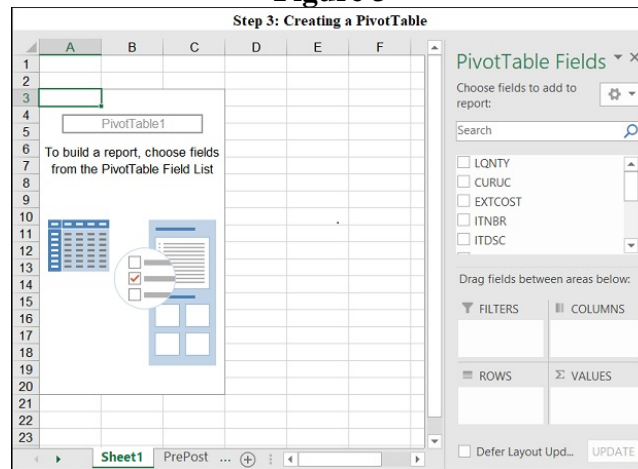 Step 3: Creating a PivotTable
A B C D E F
1
2
3
4
5
6
7
8
9
10
11
12
13
14
15
16
17
18
19
20
21
22
23
PivotTable1
To build a report, choose fields
from the PivotTable Field List
Sheet1 PrePost ...
PivotTable Fields
Choose fields to add to
report:
Search
LQNTY
CURUC
EXTCOST
ITNBR
ITDSC
Drag fields between areas below:
FILTERS
COLUMNS
ROWS
Σ VALUES
Defer Layout Upd... UPDATE